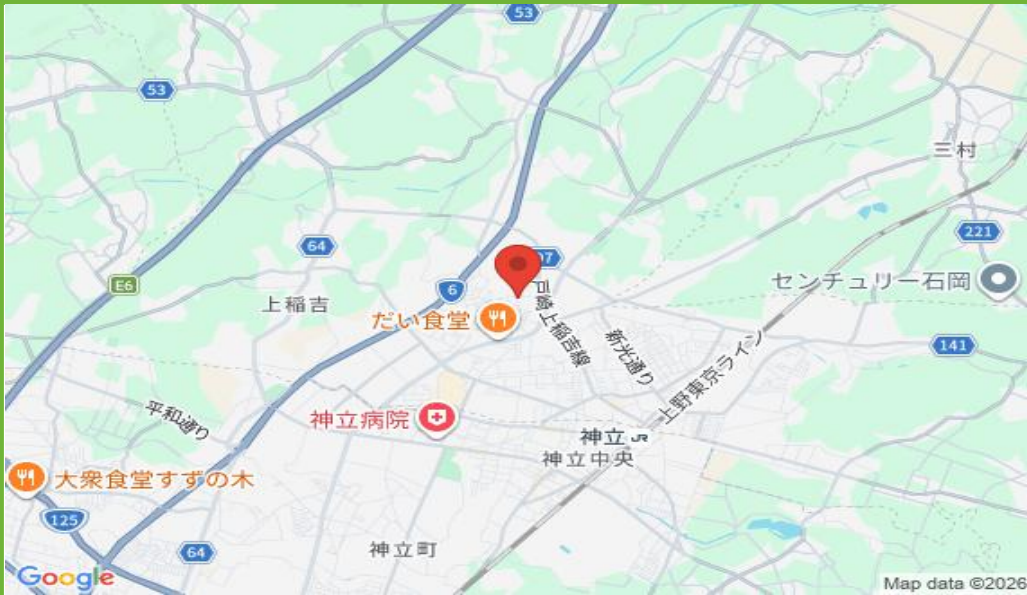 53
53
三村
64
07
221
E6
6
センチュリー石岡
上稲吉
だい食堂
戸崎上稲吉線
新光通り
141
上野東京ライン
平和通り
神立病院
神立 JR
神立中央
大衆食堂すずの木
125
64
神立町
Google
Map data ©2026